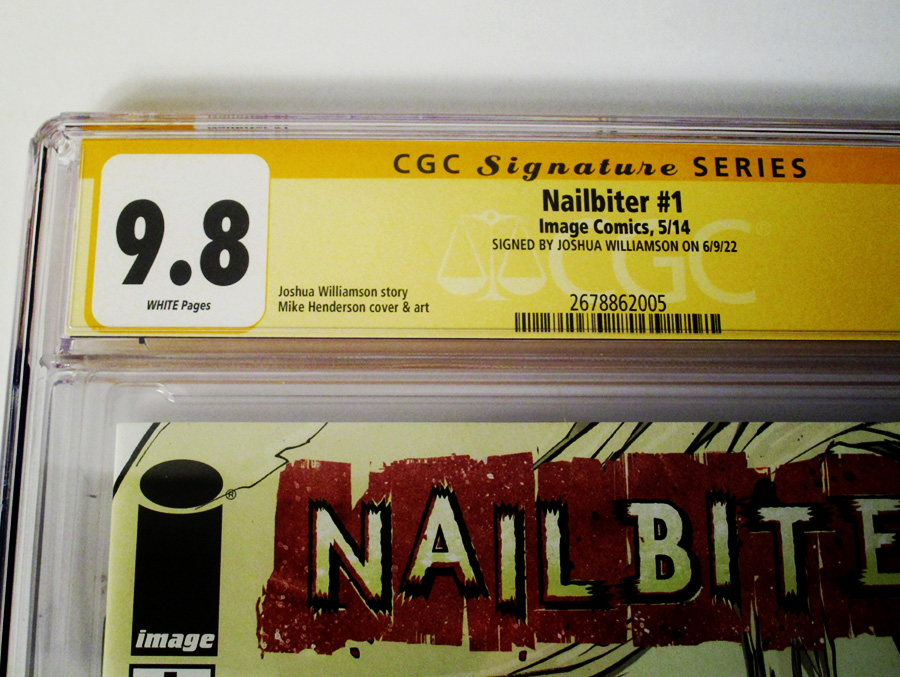 CGC Signature SERIES
9.8
WHITE Pages
Nailbiter #1
Image Comics, 5/14
SIGNED BY JOSHUA WILLIAMSON ON 6/9/22
CGC
Joshua Williamson story
Mike Henderson cover & art
2678862005
®
NAILBITE
image